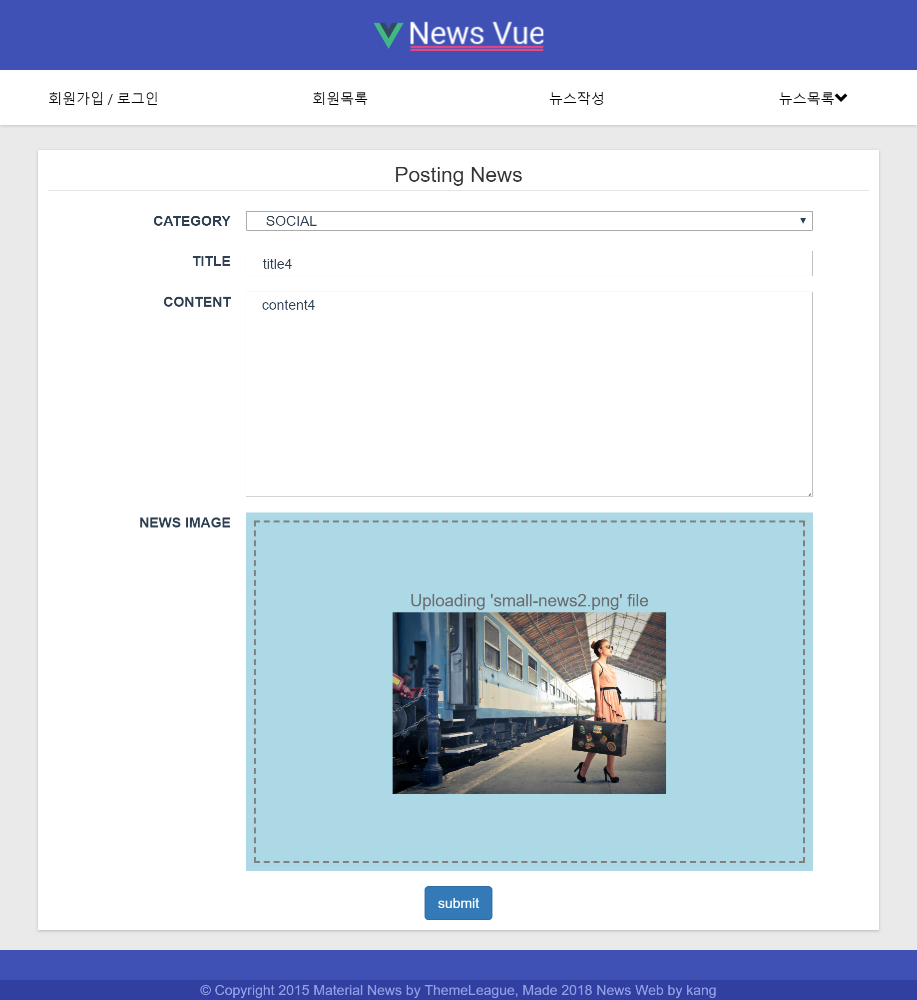 News Vue
회원가입 / 로그인
회원목록
뉴스작성
뉴스목록
Posting News
CATEGORY
SOCIAL
TITLE
title4
CONTENT
content4
NEWS IMAGE
Uploading 'small-news2.png' file
submit
© Copyright 2015 Material News by ThemeLeague, Made 2018 News Web by kang